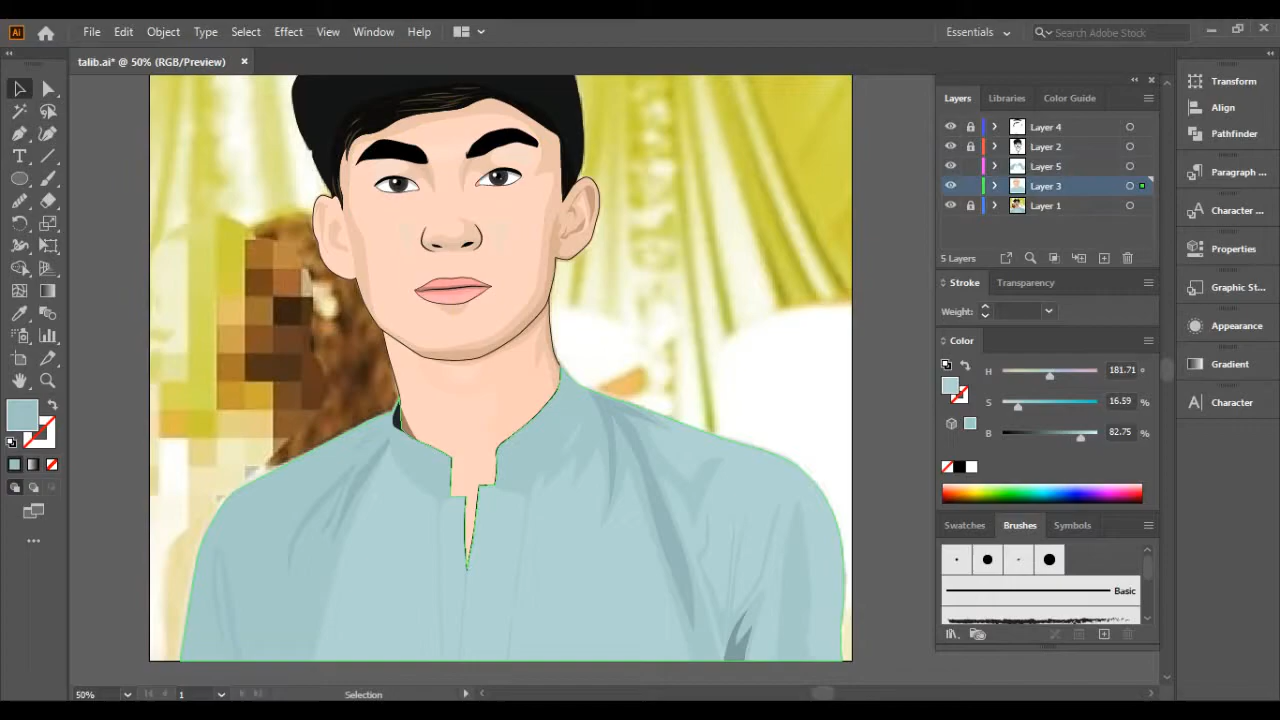 Ai File Edit Object Type Select Effect View Window Help Essentials Search Adobe Stock
talib.ai* @ 50% (RGB/Preview) ×
Layers Libraries Color Guide
Layer 4
Layer 2
Layer 5
Layer 3
Layer 1
5 Layers
Stroke Transparency
Weight:
Color
H 181.71 °
S 16.59 %
B 82.75 %
Swatches Brushes Symbols
Basic
Transform
Align
Pathfinder
Paragraph ...
Character ...
Properties
Graphic St...
Appearance
Gradient
Character
50% 1 Selection